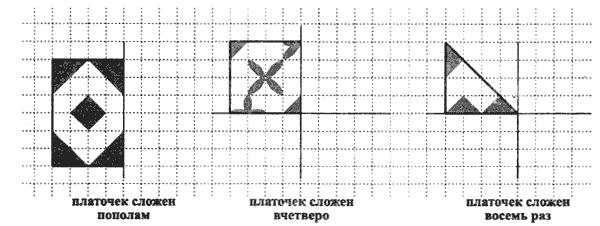 платочек сложен
пополам
платочек сложен
вчетверо
платочек сложен
восемь раз